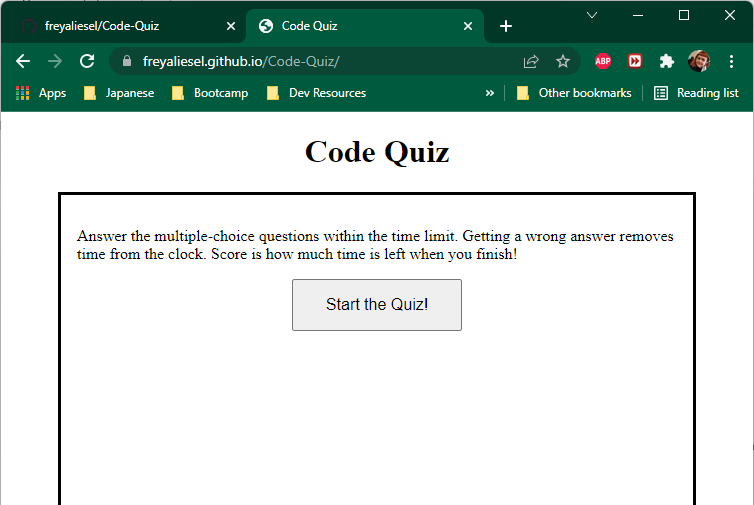 freyaliesel/Code-Quiz
Code Quiz
freyaliesel.github.io/Code-Quiz/
ABP
Apps
Japanese
Bootcamp
Dev Resources
»
Other bookmarks
Reading list
Code Quiz
Answer the multiple-choice questions within the time limit. Getting a wrong answer removes
time from the clock. Score is how much time is left when you finish!
Start the Quiz!